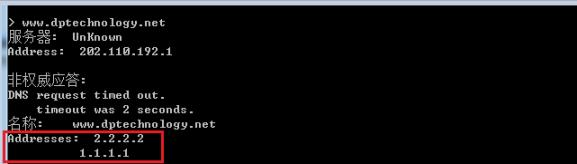 > www.dptechnology.net
服务器:  UnKnown
Address:  202.110.192.1
非权威应答:
DNS request timed out.
timeout was 2 seconds.
名称:    www.dptechnology.net
Addresses:  2.2.2.2
1.1.1.1